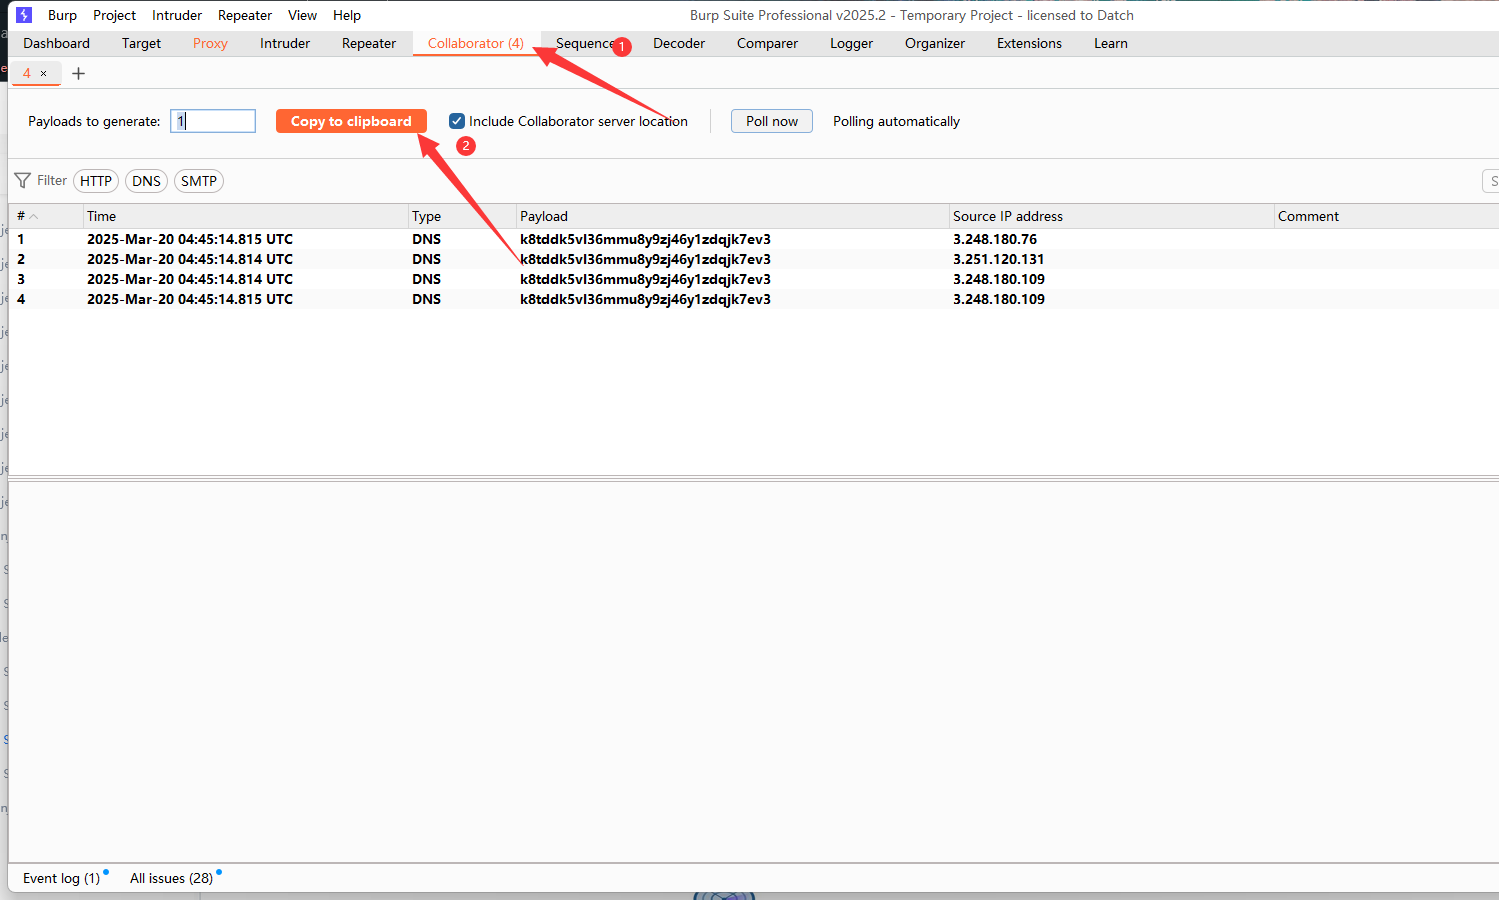 Burp Project Intruder Repeater View Help Burp Suite Professional v2025.2 - Temporary Project - licensed to Datch
Dashboard Target Proxy Intruder Repeater Collaborator (4) Sequence 1 Decoder Comparer Logger Organizer Extensions Learn
4 × +
Payloads to generate: 1 Copy to clipboard Include Collaborator server location Poll now Polling automatically
2
Filter HTTP DNS SMTP
# Time Type Payload Source IP address Comment
1 2025-Mar-20 04:45:14.815 UTC DNS k8tddk5vl36mmu8y9zj46y1zdqjk7ev3 3.248.180.76
2 2025-Mar-20 04:45:14.814 UTC DNS k8tddk5vl36mmu8y9zj46y1zdqjk7ev3 3.251.120.131
3 2025-Mar-20 04:45:14.814 UTC DNS k8tddk5vl36mmu8y9zj46y1zdqjk7ev3 3.248.180.109
4 2025-Mar-20 04:45:14.815 UTC DNS k8tddk5vl36mmu8y9zj46y1zdqjk7ev3 3.248.180.109
Event log (1) All issues (28)